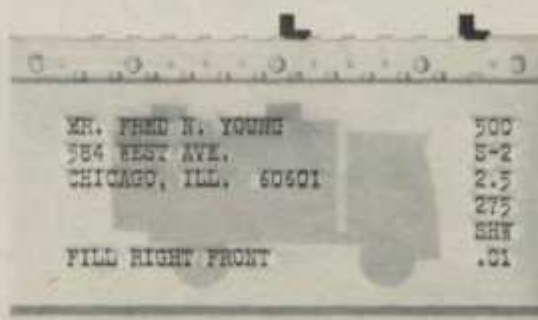 MR. FRED N. YOUNG 500
584 WEST AVE. S-2
CHICAGO, ILL. 60601 2.5
275
SHW
FILL RIGHT FRONT .01